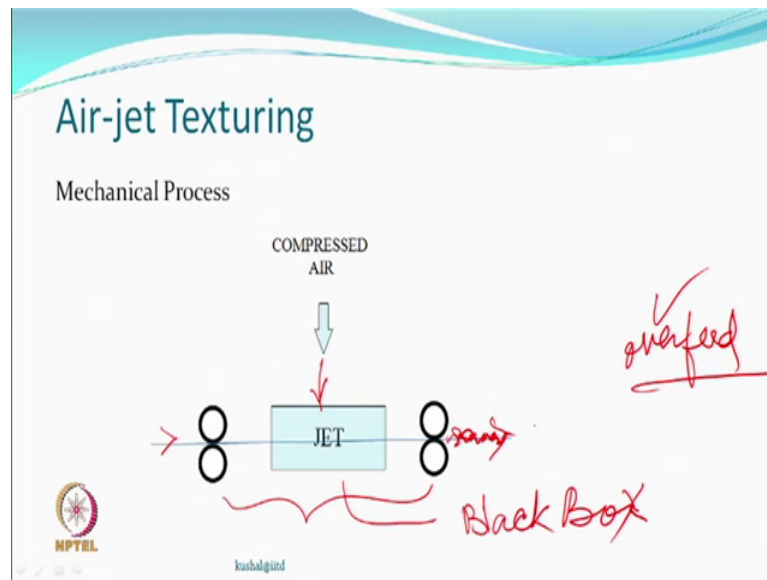 Air-jet Texturing
Mechanical Process
COMPRESSED
AIR
overfeed
JET
Black Box
NPTEL
kushal@iitd